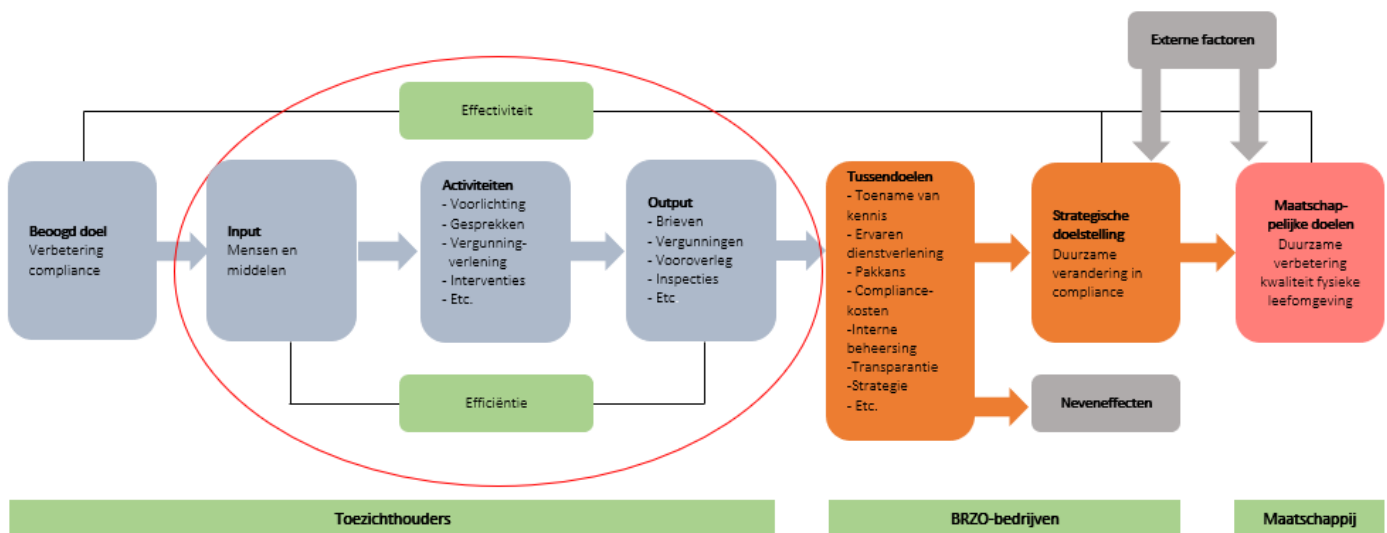 Externe factoren
Effectiviteit
Beoogd doel
Verbetering
compliance
Input
Mensen en
middelen
Activiteiten
- Voorlichting
- Gesprekken
- Vergunning-
verlening
- Interventies
- Etc.
Output
- Brieven
- Vergunningen
- Vooroverleg
- Inspecties
- Etc.
Tussendoelen
- Toename van
kennis
- Ervaren
dienstverlening
- Pakkans
- Compliance-
kosten
-Interne
beheersing
-Transparantie
-Strategie
- Etc.
Strategische
doelstelling
Duurzame
verandering in
compliance
Maatschap-
pelijke doelen
Duurzame
verbetering
kwaliteit fysieke
leefomgeving
Efficiëntie
Neveneffecten
Toezichthouders
BRZO-bedrijven
Maatschappij